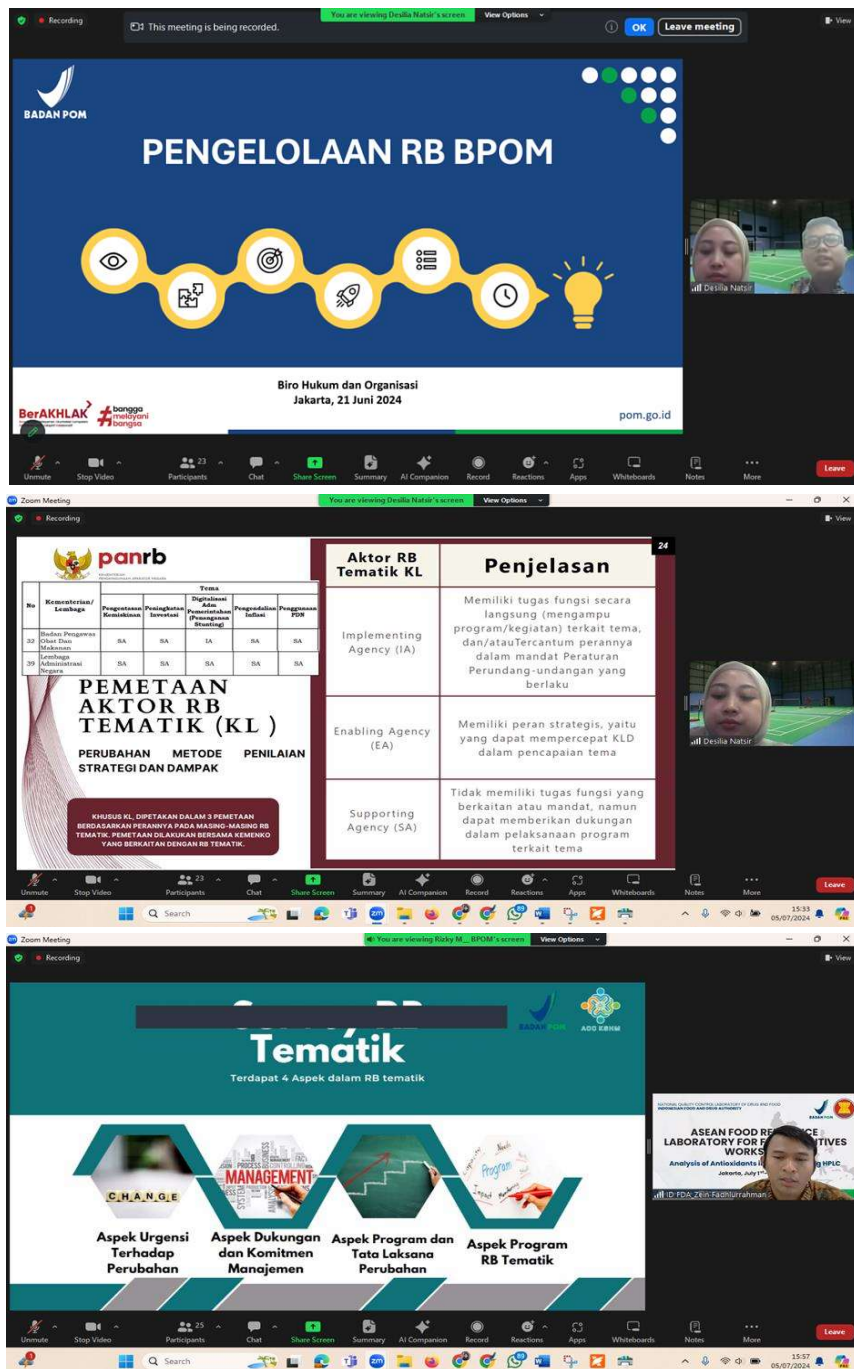 Recording
This meeting is being recorded.
You are viewing Desilia Natsir's screen
View Options
OK
Leave meeting
View
BADAN POM
PENGELOLAAN RB BPOM
Desilia Natsir
Biro Hukum dan Organisasi
Jakarta, 21 Juni 2024
BerAKHLAK
#bangga
melayani
bangsa
pom.go.id
Unmute
Stop Video
23
Participants
Chat
Share Screen
Summary
AI Companion
Record
Reactions
Apps
Whiteboards
Notes
More
Leave
Zoom Meeting
You are viewing Desilia Natsir's screen
View Options
Recording
View
panrb
24
No
Kementerian/
Lembaga
Tema
Pengentasan
Kemiskinan
Peningkatan
Investasi
Digitalisasi
Adm
Pemerintahan
(Penanganan
Stunting)
Pengendalian
Inflasi
Penggunaan
PDN
32
Badan Pengawas
Obat Dan
Makanan
SA
SA
IA
SA
SA
39
Lembaga
Administrasi
Negara
SA
SA
SA
SA
SA
PEMETAAN
AKTOR RB
TEMATIK (KL )
PERUBAHAN METODE PENILAIAN
STRATEGI DAN DAMPAK
KHUSUS KL, DIPETAKAN DALAM 3 PEMETAAN
BERDASARKAN PERANNYA PADA MASING-MASING RB
TEMATIK. PEMETAAN DILAKUKAN BERSAMA KEMENKO
YANG BERKAITAN DENGAN RB TEMATIK.
Aktor RB
Tematik KL
Penjelasan
Implementing
Agency (IA)
Memiliki tugas fungsi secara
langsung (mengampu
program/kegiatan) terkait tema,
dan/atauTercantum perannya
dalam mandat Peraturan
Perundang-undangan yang
berlaku
Enabling Agency
(EA)
Memiliki peran strategis, yaitu
yang dapat mempercepat KLD
dalam pencapaian tema
Supporting
Agency (SA)
Tidak memiliki tugas fungsi yang
berkaitan atau mandat, namun
dapat memberikan dukungan
dalam pelaksanaan program
terkait tema
Desilia Natsir
Unmute
Stop Video
23
Participants
Chat
Share Screen
Summary
AI Companion
Record
Reactions
Apps
Whiteboards
Notes
More
Leave
Search
15:33
05/07/2024
Zoom Meeting
You are viewing Rizky M__BPOM's screen
View Options
Recording
View
BADAN POM
Tematik
Terdapat 4 Aspek dalam RB tematik
CHANGE
MANAGEMENT
Program
Aspek Urgensi
Terhadap
Perubahan
Aspek Dukungan
dan Komitmen
Manajemen
Aspek Program dan
Tata Laksana
Perubahan
Aspek Program
RB Tematik
ASEAN FOOD
LABORATORY FOR
WORKS
Analysis of Antioxidants
HPLC
Jakarta, July 1st
ID-FDA_Zein Fadhlurrahman
Unmute
Stop Video
25
Participants
Chat
Share Screen
Summary
AI Companion
Record
Reactions
Apps
Whiteboards
Notes
More
Leave
Search
15:57
05/07/2024